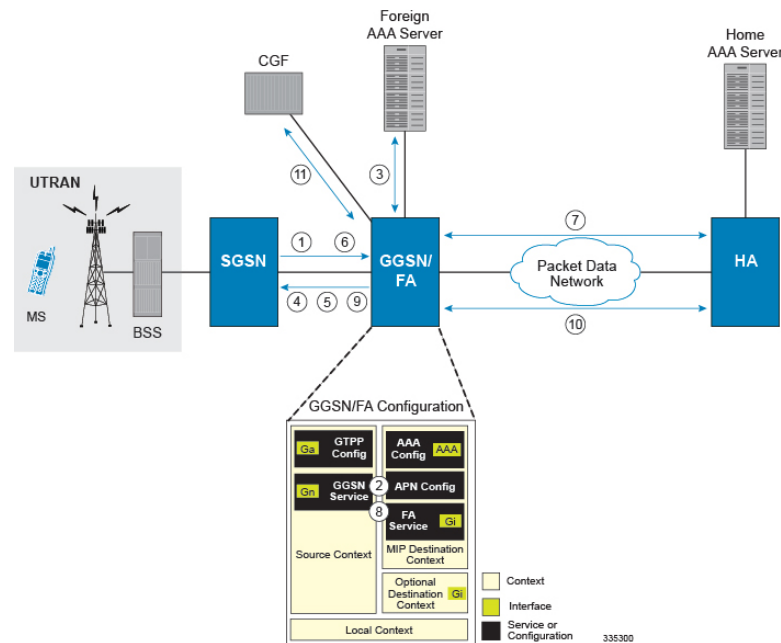 Foreign
AAA Server
Home
AAA Server
CGF
11
3
UTRAN
MS
BSS
SGSN
1 6
4 5 9
GGSN/
FA
7
Packet Data
Network
10
HA
GGSN/FA Configuration
Ga GTPP
Config
Gn GGSN
Service
Source Context
2
8
AAA
Config AAA
APN Config
FA
Service Gi
MIP Destination
Context
Optional
Destination
Context Gi
Local Context
Context
Interface
Service or
Configuration
335300